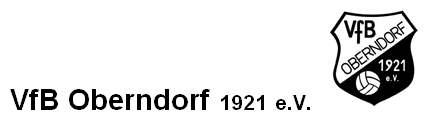 VfB Oberndorf 1921 e.V.
VfB
OBERNDORF
1921
e.V.